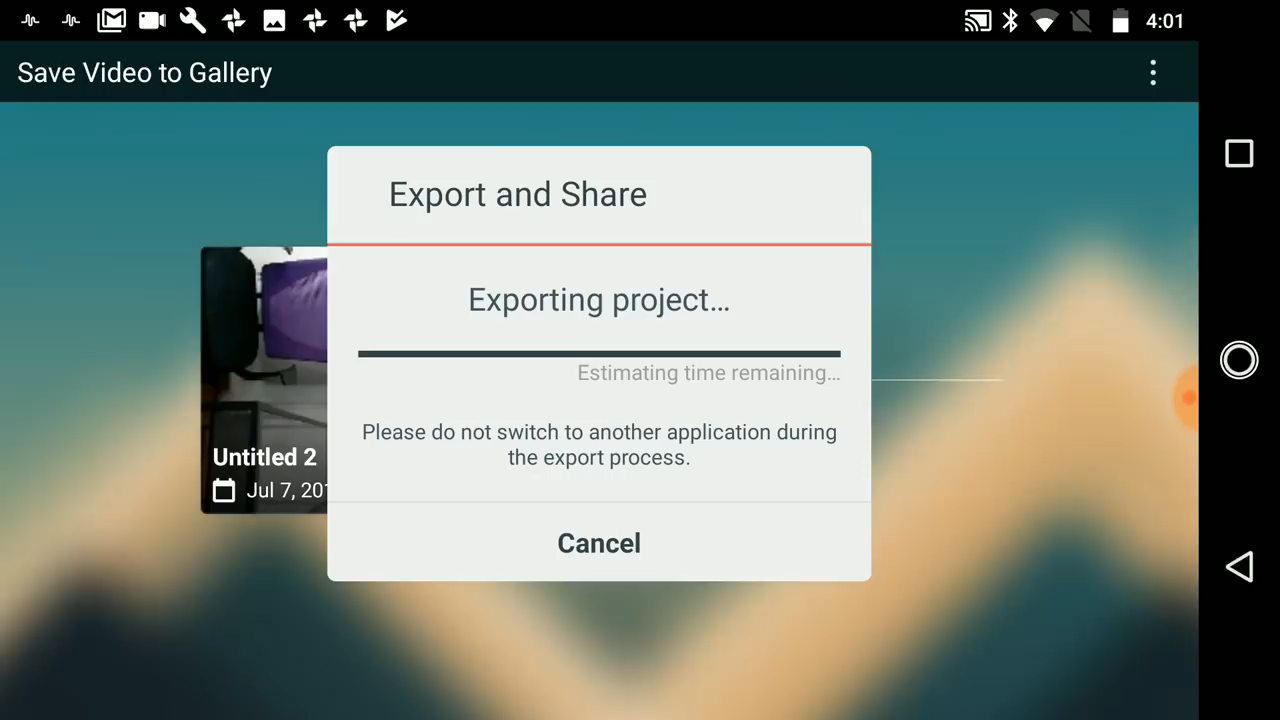 4:01
Save Video to Gallery
Export and Share
Exporting project...
Estimating time remaining...
Please do not switch to another application during
the export process.
Untitled 2
Jul 7, 201
Cancel